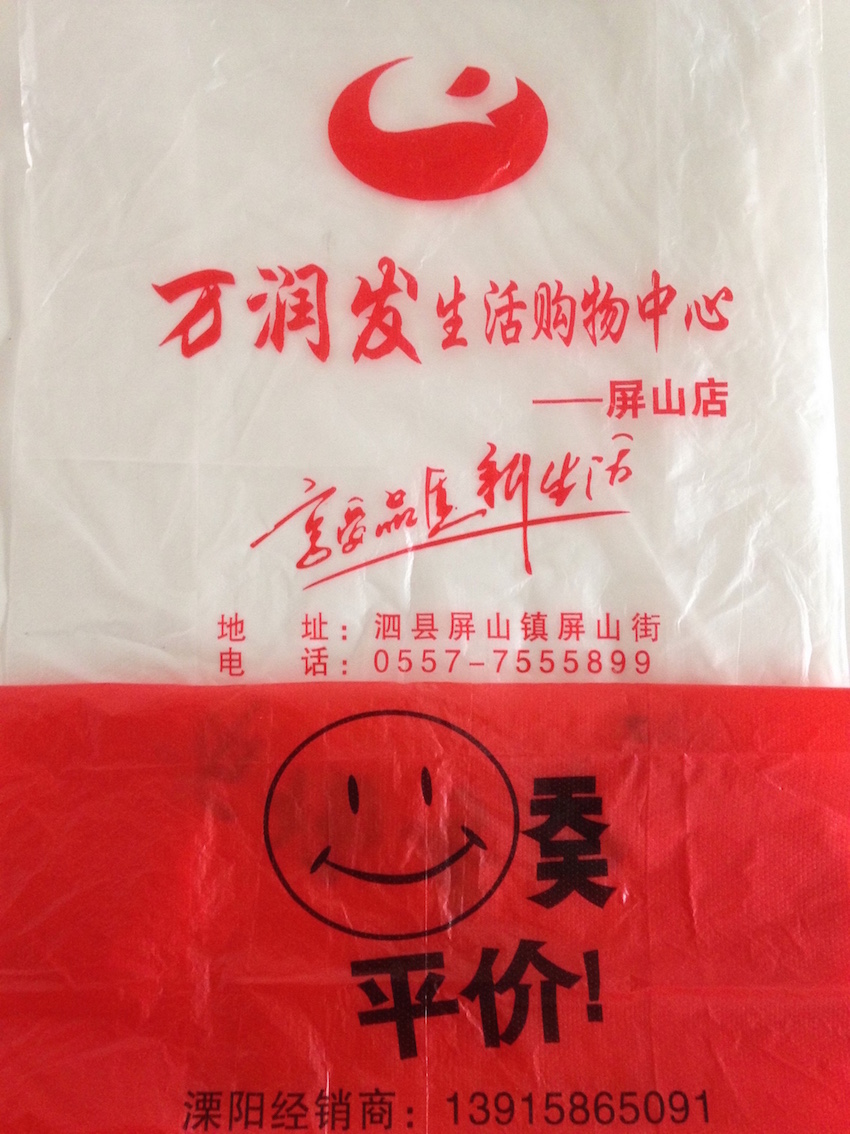 万润发生活购物中心
——屏山店
享受品质新生活
地 址：泗县屏山镇屏山街
电 话：0557-7555899
天天
平价!
溧阳经销商：13915865091